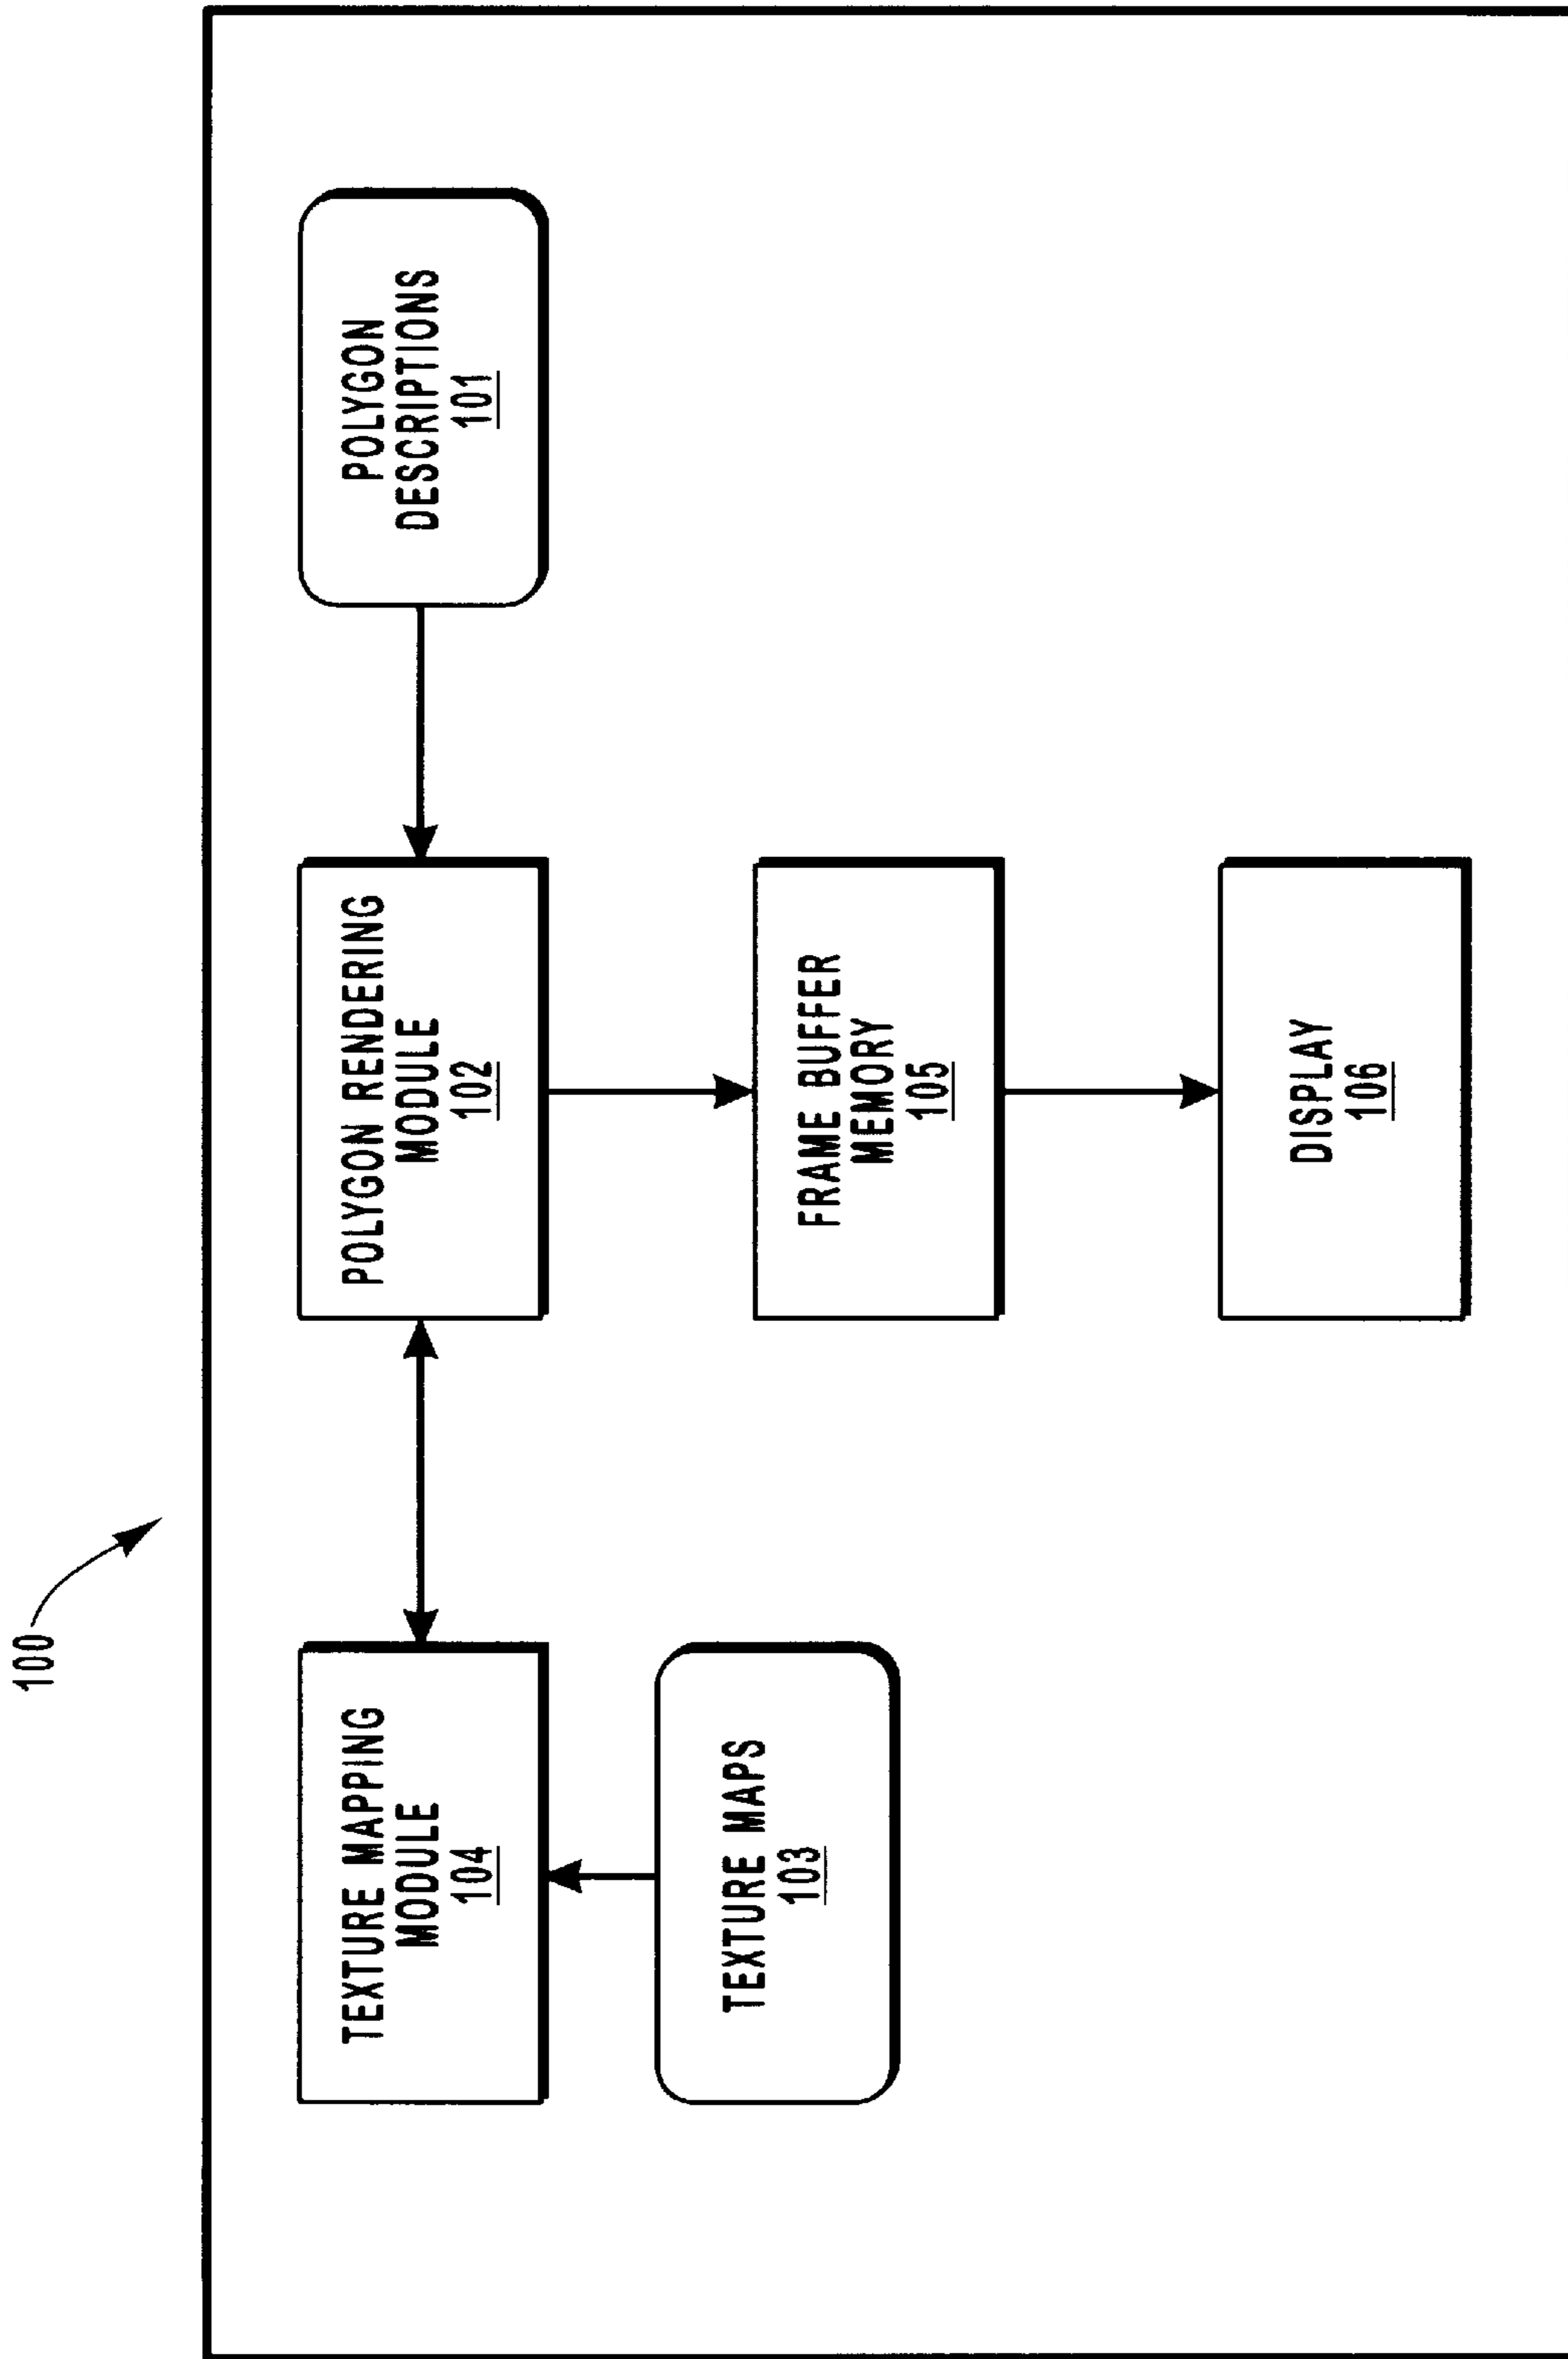 100
TEXTURE MAPPING
MODULE
104
POLYGON RENDERING
MODULE
102
POLYGON
DESCRIPTIONS
101
TEXTURE MAPS
103
FRAME BUFFER
MEMORY
105
DISPLAY
106